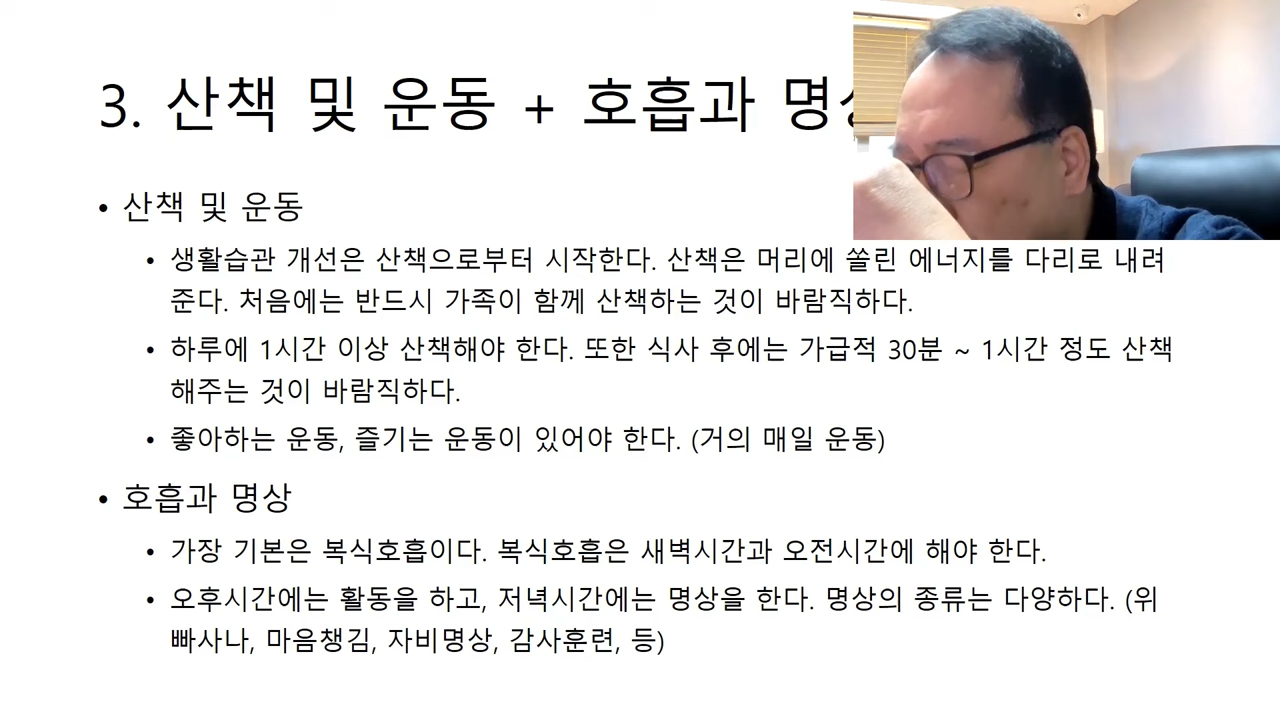 3. 산책 및 운동 + 호흡과 명상
• 산책 및 운동
• 생활습관 개선은 산책으로부터 시작한다. 산책은 머리에 쏠린 에너지를 다리로 내려
준다. 처음에는 반드시 가족이 함께 산책하는 것이 바람직하다.
• 하루에 1시간 이상 산책해야 한다. 또한 식사 후에는 가급적 30분 ~ 1시간 정도 산책
해주는 것이 바람직하다.
• 좋아하는 운동, 즐기는 운동이 있어야 한다. (거의 매일 운동)
• 호흡과 명상
• 가장 기본은 복식호흡이다. 복식호흡은 새벽시간과 오전시간에 해야 한다.
• 오후시간에는 활동을 하고, 저녁시간에는 명상을 한다. 명상의 종류는 다양하다. (위
빠사나, 마음챙김, 자비명상, 감사훈련, 등)